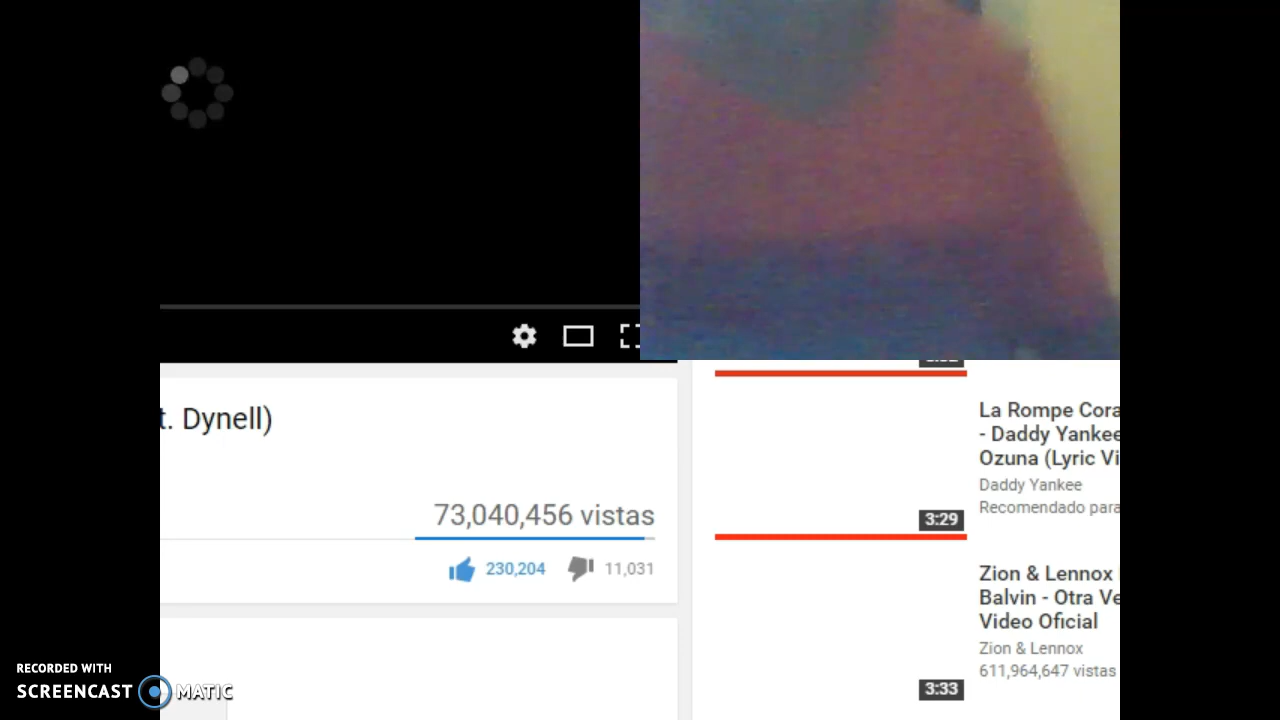 t. Dynell)
73,040,456 vistas
230,204 11,031
La Rompe Cora
- Daddy Yankee
Ozuna (Lyric Vi
Daddy Yankee
Recomendado para
3:29
Zion & Lennox
Balvin - Otra Ve
Video Oficial
Zion & Lennox
611,964,647 vistas
3:33
RECORDED WITH
SCREENCAST MATIC